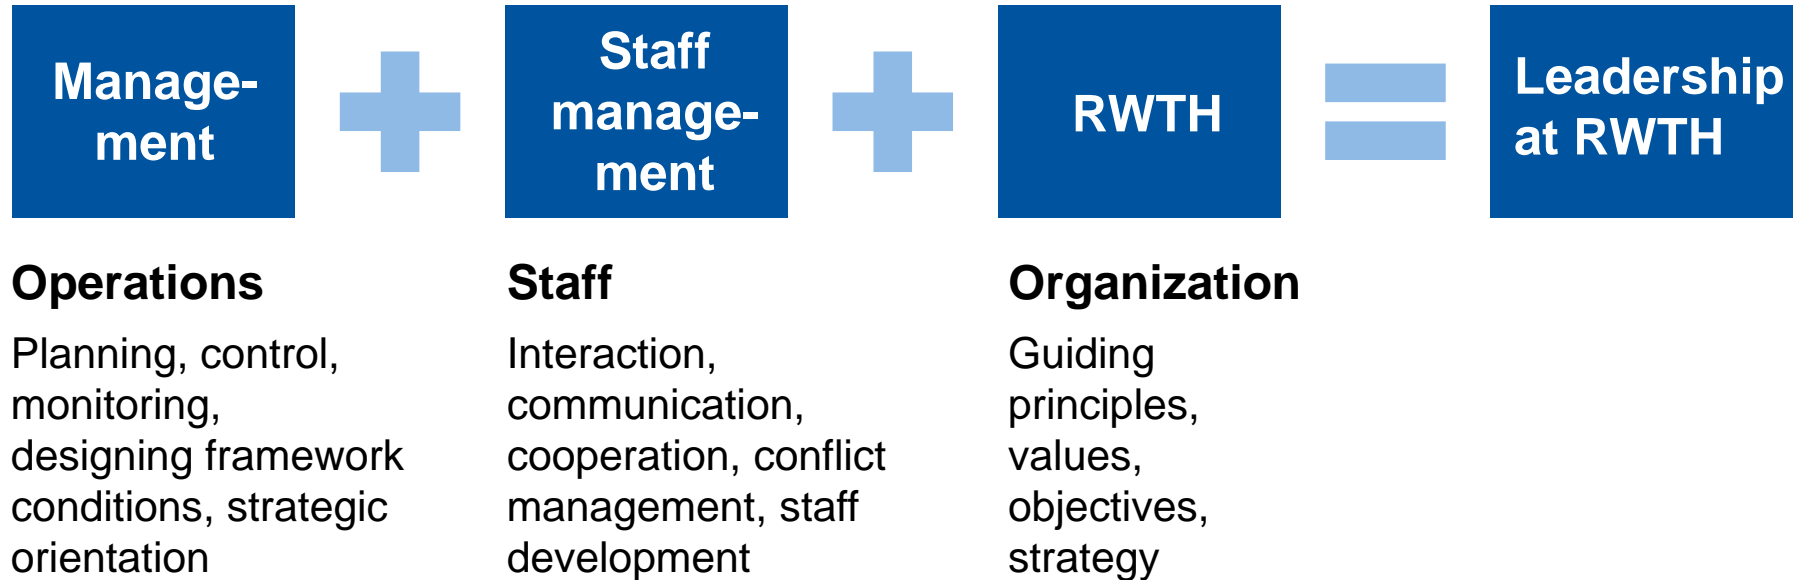 Manage-
ment
Staff
manage-
ment
RWTH
Leadership
at RWTH
Operations
Planning, control,
monitoring,
designing framework
conditions, strategic
orientation
Staff
Interaction,
communication,
cooperation, conflict
management, staff
development
Organization
Guiding
principles,
values,
objectives,
strategy